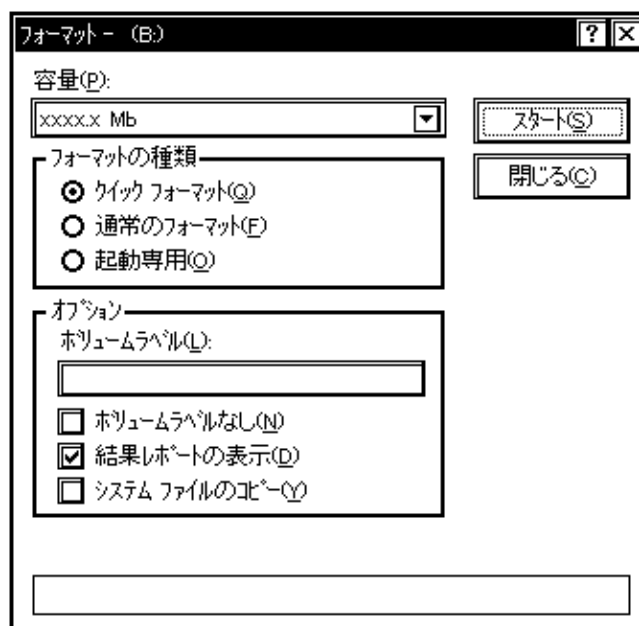 フォーマット - (B:)
容量(P):
xxxx.x Mb
スタート(S)
フォーマットの種類
閉じる(C)
クイック フォーマット(Q)
通常のフォーマット(F)
起動専用(O)
オプション
ボリュームラベル(L):
ボリュームラベルなし(N)
結果レポートの表示(D)
システム ファイルのコピー(Y)